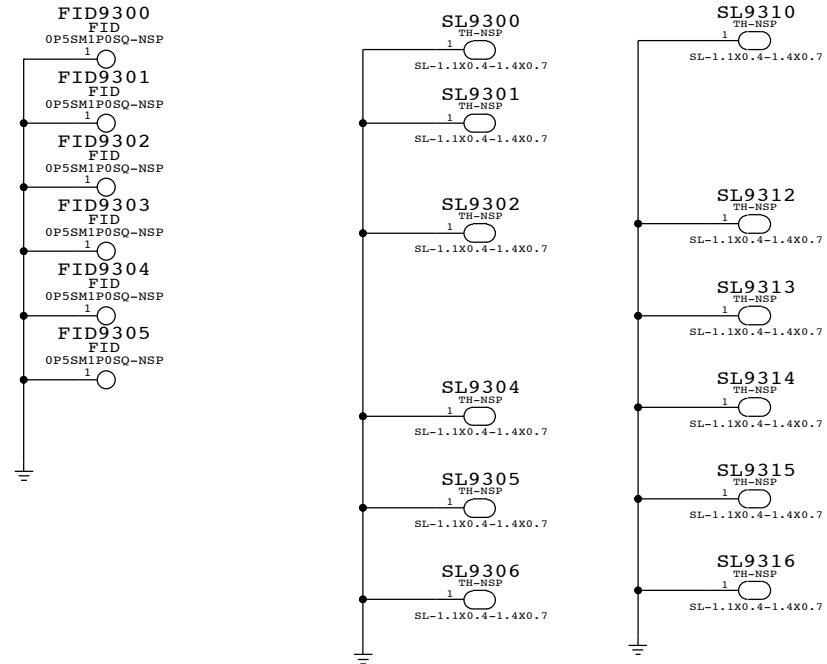 FID9300
FID
0P5SM1P0SQ-NSP
1
FID9301
FID
0P5SM1P0SQ-NSP
1
FID9302
FID
0P5SM1P0SQ-NSP
1
FID9303
FID
0P5SM1P0SQ-NSP
1
FID9304
FID
0P5SM1P0SQ-NSP
1
FID9305
FID
0P5SM1P0SQ-NSP
1
SL9300
TH-NSP
1
SL-1.1X0.4-1.4X0.7
SL9301
TH-NSP
1
SL-1.1X0.4-1.4X0.7
SL9302
TH-NSP
1
SL-1.1X0.4-1.4X0.7
SL9304
TH-NSP
1
SL-1.1X0.4-1.4X0.7
SL9305
TH-NSP
1
SL-1.1X0.4-1.4X0.7
SL9306
TH-NSP
1
SL-1.1X0.4-1.4X0.7
SL9310
TH-NSP
1
SL-1.1X0.4-1.4X0.7
SL9312
TH-NSP
1
SL-1.1X0.4-1.4X0.7
SL9313
TH-NSP
1
SL-1.1X0.4-1.4X0.7
SL9314
TH-NSP
1
SL-1.1X0.4-1.4X0.7
SL9315
TH-NSP
1
SL-1.1X0.4-1.4X0.7
SL9316
TH-NSP
1
SL-1.1X0.4-1.4X0.7